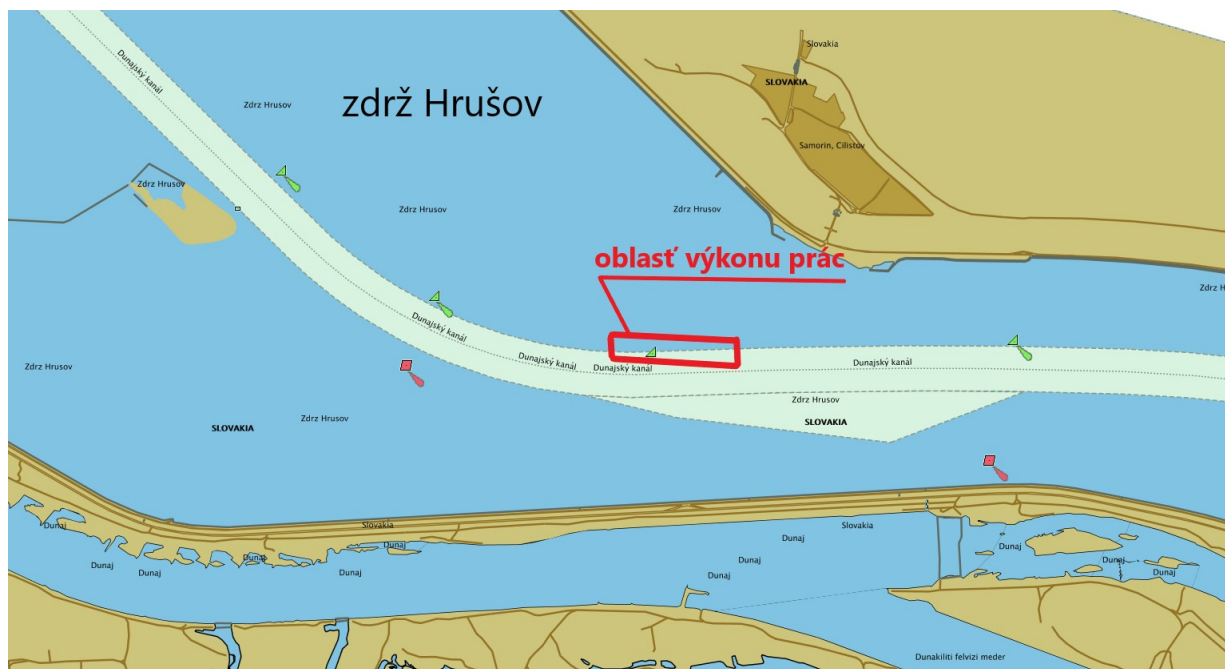 Dunajský kanál
Zdrz Hrusov
zdrž Hrušov
Slovakia
SLOVAKIA
Samorin, Cilistov
Zdrz Hrusov
Zdrz Hrusov
Zdrz Hrusov
oblasť výkonu prác
Zdrz H
Dunajský kanál
Dunajský kanál
Dunajský kanál
Dunajský kanál
Zdrz Hrusov
Zdrz Hrusov
Zdrz Hrusov
SLOVAKIA
SLOVAKIA
Dunaj
Slovakia
Slovakia
Dunaj
Dunaj
Dunaj
Dunaj
Dunaj
Dunaj
Dunaj
Dunaj
Dunaj
Dunaj
Dunaj
Dunaj
Dunakiliti felvizi meder